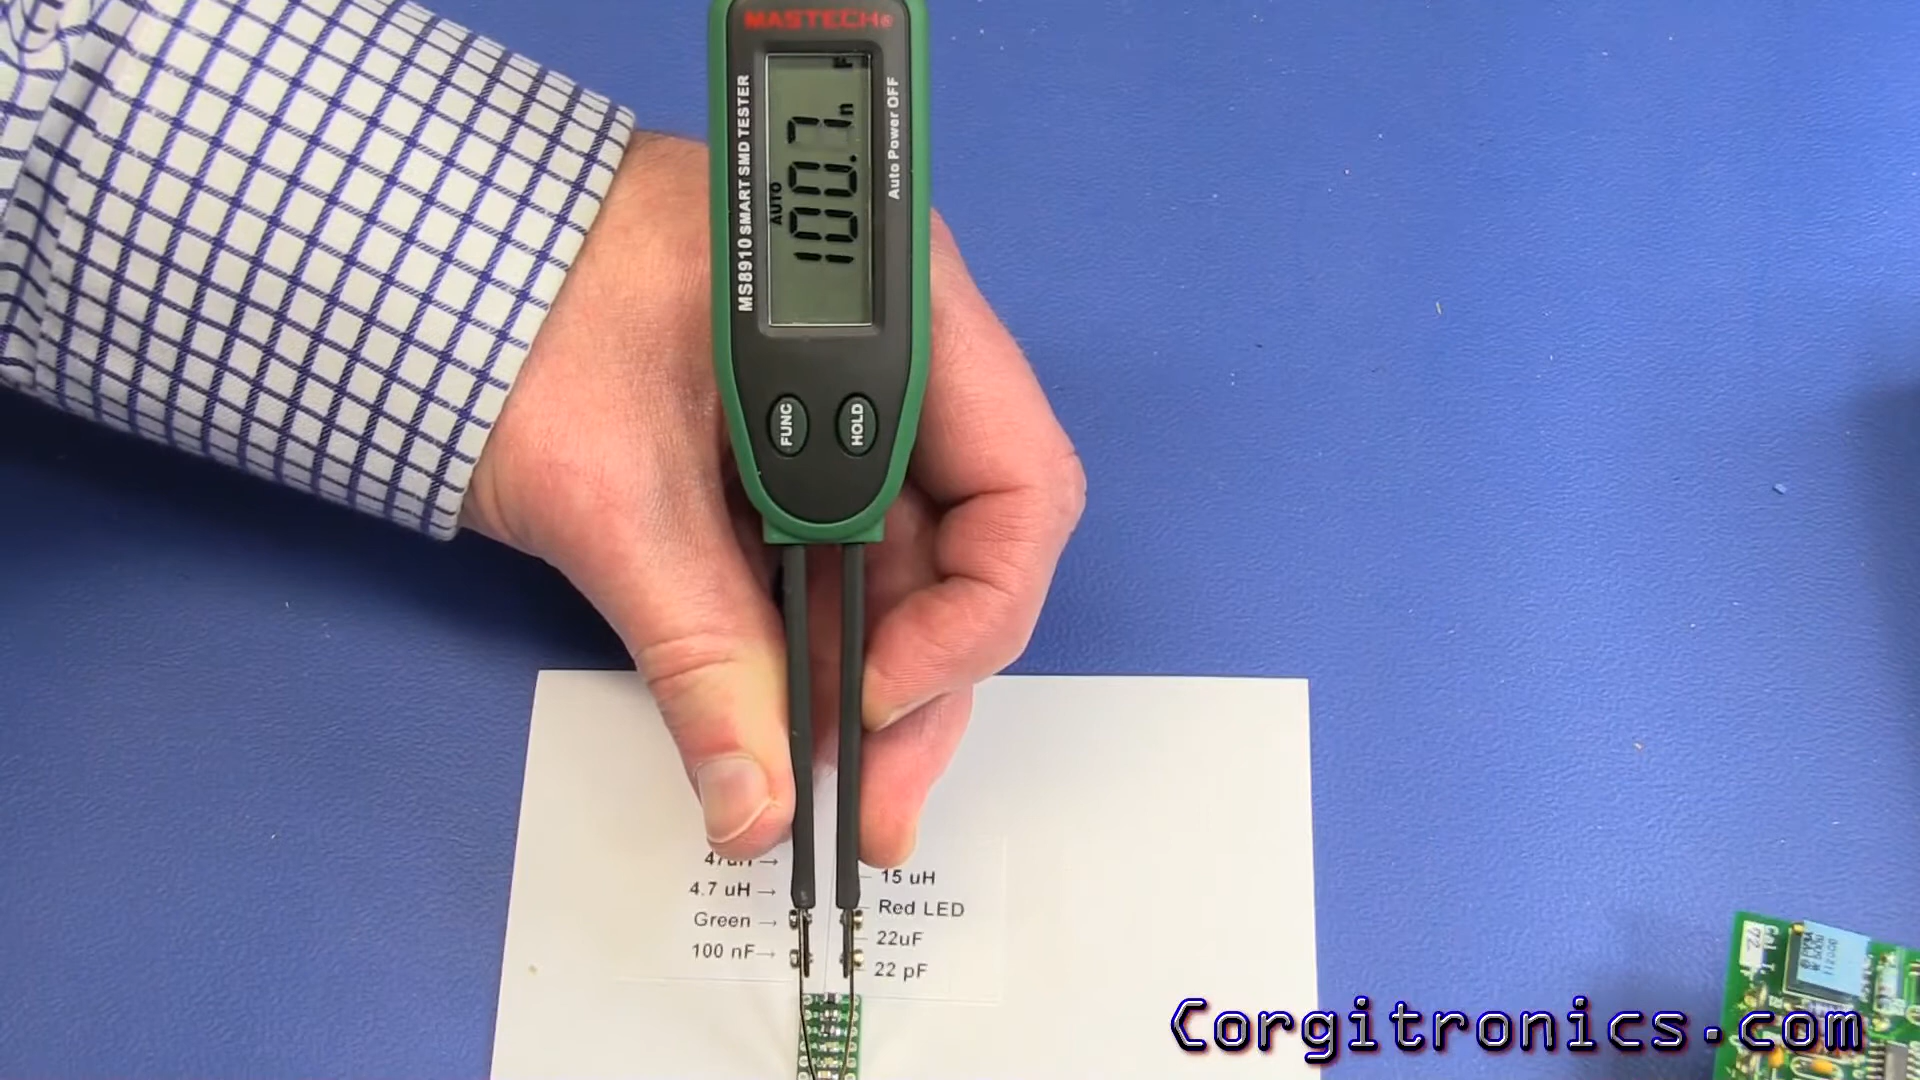 MASTECH®
MS8910 SMART SMD TESTER
AUTO
100.7
n
F
Auto Power OFF
FUNC
HOLD
47uH→
4.7 uH →
Green →
100 nF→
15 uH
Red LED
22uF
22 pF
Corgitronics.com